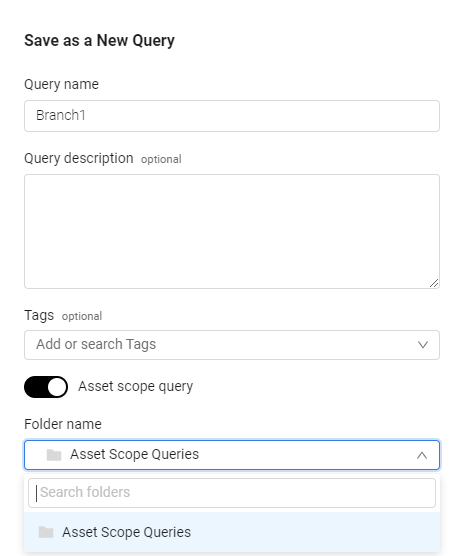 Save as a New Query
Query name
Branch1
Query description optional
Tags optional
Add or search Tags
Asset scope query
Folder name
Asset Scope Queries
Search folders
Asset Scope Queries